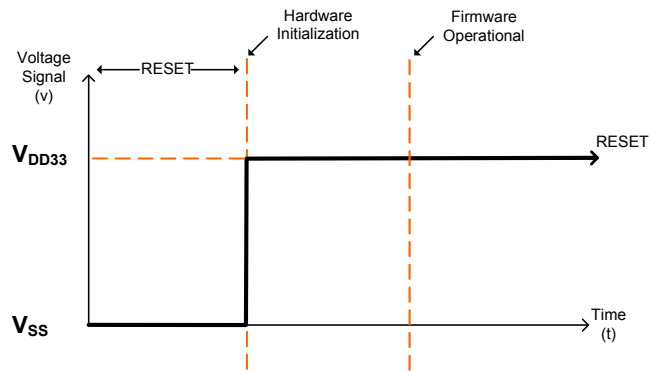 Hardware
Initialization
Firmware
Operational
Voltage
Signal
(v)
RESET
VDD33
RESET
VSS
Time
(t)